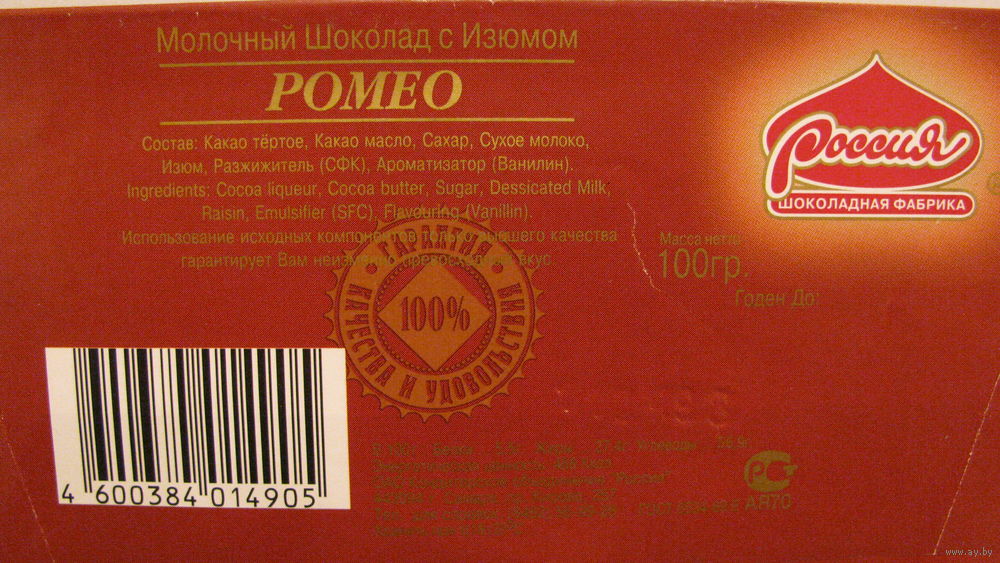 Молочный Шоколад с Изюмом
РОМЕО
Состав: Какао тёртое, Какао масло, Сахар, Сухое молоко,
Изюм, Разжижитель (СФК), Ароматизатор (Ванилин).
Ingredients: Cocoa liqueur, Cocoa butter, Sugar, Dessicated Milk,
Raisin, Emulsifier (SFC), Flavouring (Vanillin).
Использование исходных компонентов только высшего качества
гарантирует Вам неизменно превосходный вкус.
Россия
ШОКОЛАДНАЯ ФАБРИКА
Масса нетто
100гр.
Годен До:
ГАРАНТИЯ
КАЧЕСТВА И УДОВОЛЬСТВИЯ
100%
4 600384 014905
РСТ
АЯ70
www.ay.by